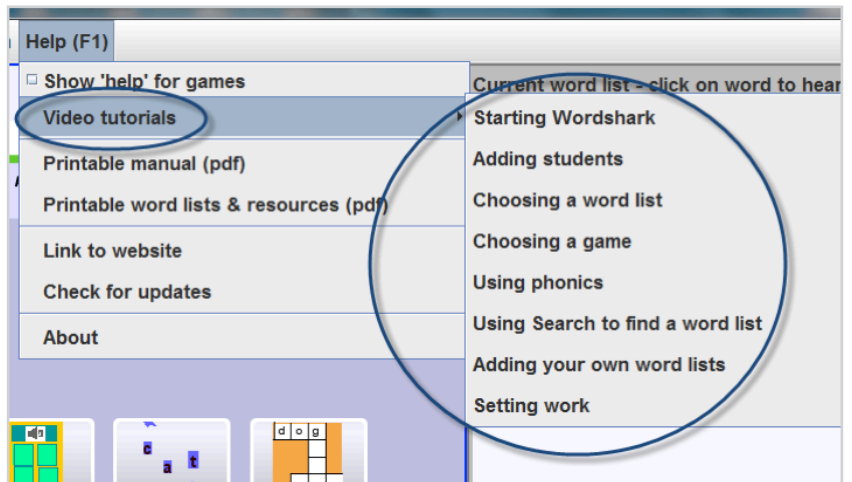 Help (F1)
Show 'help' for games
Current word list - click on word to hear
Video tutorials
Starting Wordshark
Adding students
Printable manual (pdf)
Choosing a word list
Printable word lists & resources (pdf)
Choosing a game
Link to website
Using phonics
Check for updates
Using Search to find a word list
About
Adding your own word lists
Setting work
d o g
c
a
t